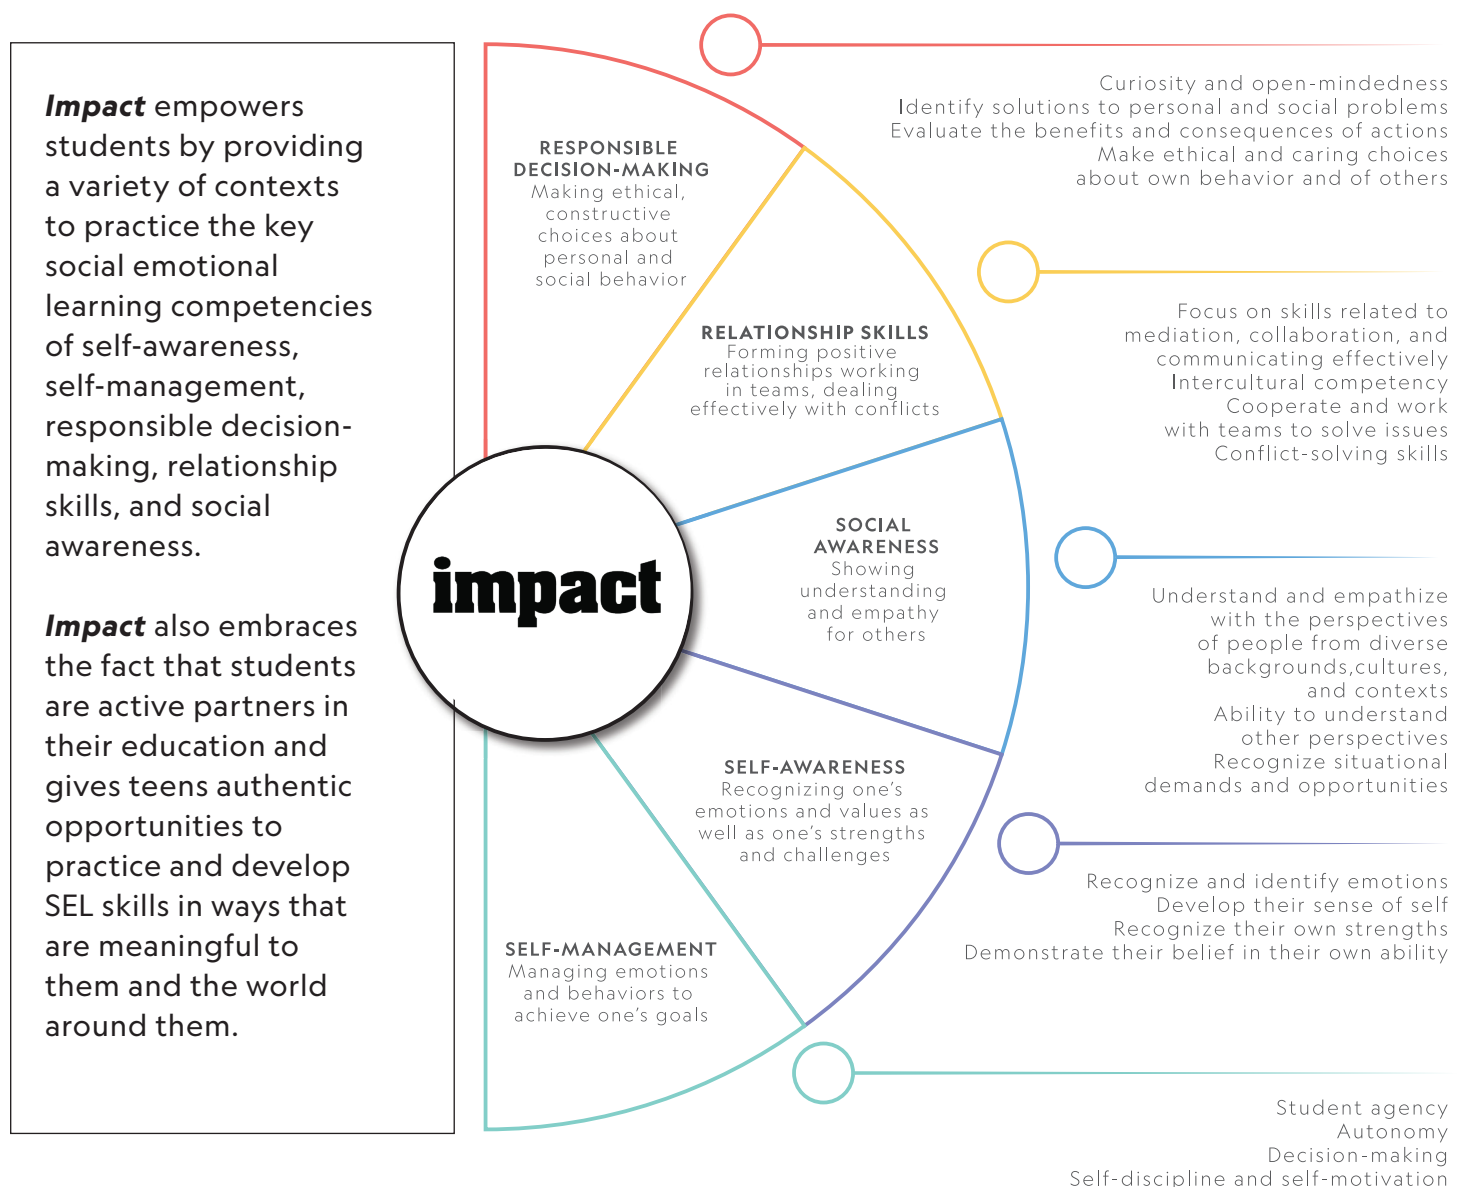 Impact empowers
students by providing
a variety of contexts
to practice the key
social emotional
learning competencies
of self-awareness,
self-management,
responsible decision-
making, relationship
skills, and social
awareness.
Impact also embraces
the fact that students
are active partners in
their education and
gives teens authentic
opportunities to
practice and develop
SEL skills in ways that
are meaningful to
them and the world
around them.
impact
RESPONSIBLE
DECISION-MAKING
Making ethical,
constructive
choices about
personal and
social behavior
RELATIONSHIP SKILLS
Forming positive
relationships working
in teams, dealing
effectively with conflicts
SOCIAL
AWARENESS
Showing
understanding
and empathy
for others
SELF-AWARENESS
Recognizing one's
emotions and values as
well as one's strengths
and challenges
SELF-MANAGEMENT
Managing emotions
and behaviors to
achieve one's goals
Curiosity and open-mindedness
Identify solutions to personal and social problems
Evaluate the benefits and consequences of actions
Make ethical and caring choices
about own behavior and of others
Focus on skills related to
mediation, collaboration, and
communicating effectively
Intercultural competency
Cooperate and work
with teams to solve issues
Conflict-solving skills
Understand and empathize
with the perspectives
of people from diverse
backgrounds,cultures,
and contexts
Ability to understand
other perspectives
Recognize situational
demands and opportunities
Recognize and identify emotions
Develop their sense of self
Recognize their own strengths
Demonstrate their belief in their own ability
Student agency
Autonomy
Decision-making
Self-discipline and self-motivation